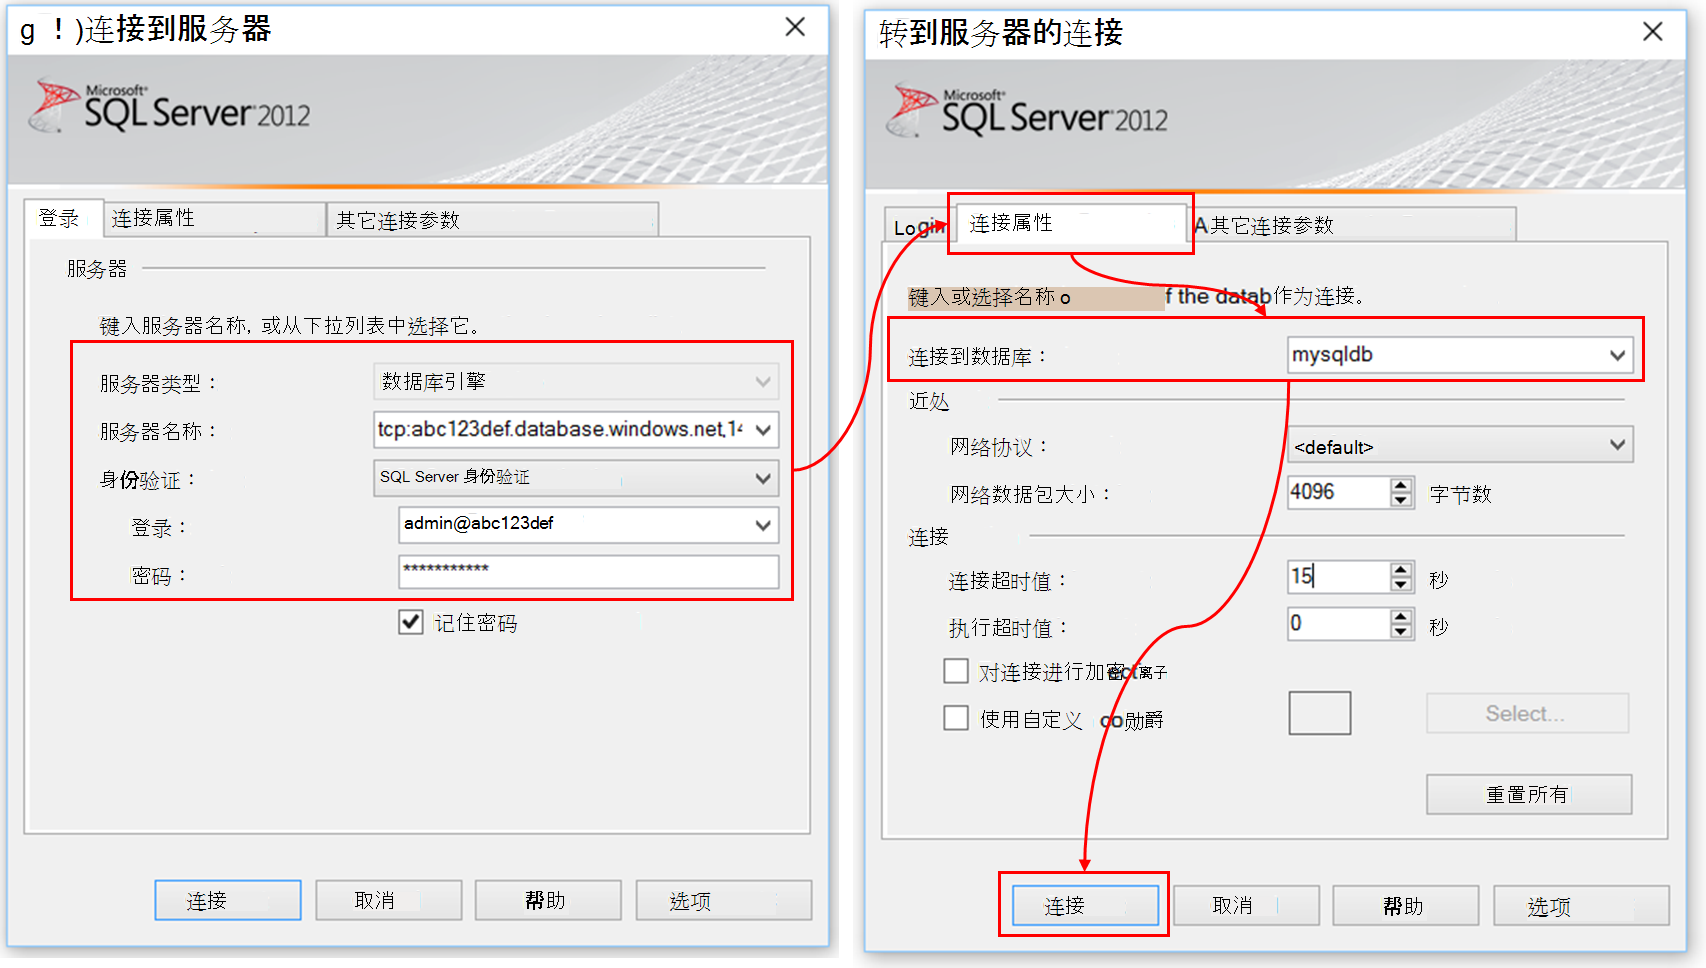 g ! )连接到服务器
Microsoft
SQL Server 2012
登录
连接属性
其它连接参数
服务器
键入服务器名称, 或从下拉列表中选择它。
服务器类型：
数据库引擎
服务器名称：
tcp:abc123def.database.windows.net,14
身份验证：
SQL Server 身份验证
登录：
admin@abc123def
密码：
***********
记住密码
连接
取消
帮助
选项
转到服务器的连接
Microsoft
SQL Server 2012
Login
连接属性
A其它连接参数
键入或选择名称 o f the datab作为连接。
连接到数据库：
mysqldb
近处
网络协议：
<default>
网络数据包大小：
4096
字节数
连接
连接超时值：
15
秒
执行超时值：
0
秒
对连接进行加密ect离子
使用自定义 co勋爵
Select...
重置所有
连接
取消
帮助
选项